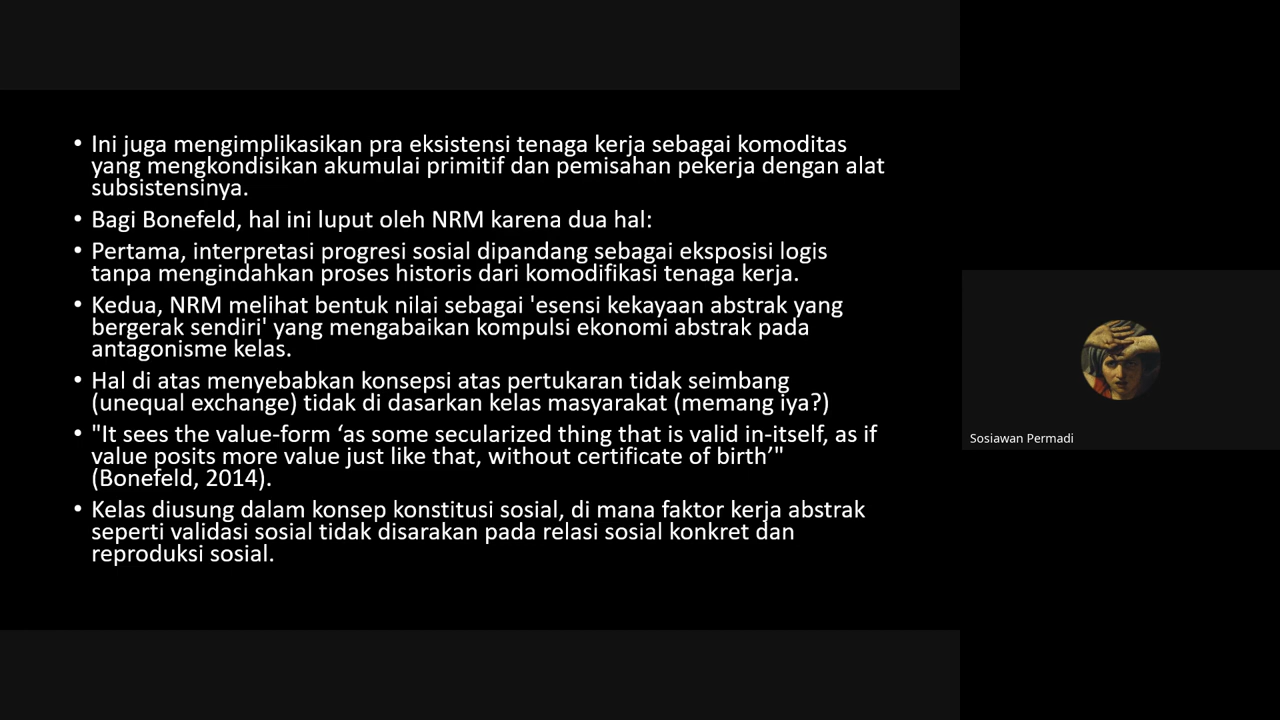 • Ini juga mengimplikasikan pra eksistensi tenaga kerja sebagai komoditas
yang mengkondisikan akumulai primitif dan pemisahan pekerja dengan alat
subsistensinya.
• Bagi Bonefeld, hal ini luput oleh NRM karena dua hal:
• Pertama, interpretasi progresi sosial dipandang sebagai eksposisi logis
tanpa mengindahkan proses historis dari komodifikasi tenaga kerja.
• Kedua, NRM melihat bentuk nilai sebagai 'esensi kekayaan abstrak yang
bergerak sendiri' yang mengabaikan kompulsi ekonomi abstrak pada
antagonisme kelas.
• Hal di atas menyebabkan konsepsi atas pertukaran tidak seimbang
(unequal exchange) tidak di dasarkan kelas masyarakat (memang iya?)
• "It sees the value-form ‘as some secularized thing that is valid in-itself, as if
value posits more value just like that, without certificate of birth’"
(Bonefeld, 2014).
• Kelas diusung dalam konsep konstitusi sosial, di mana faktor kerja abstrak
seperti validasi sosial tidak disarakan pada relasi sosial konkret dan
reproduksi sosial.
Sosiawan Permadi